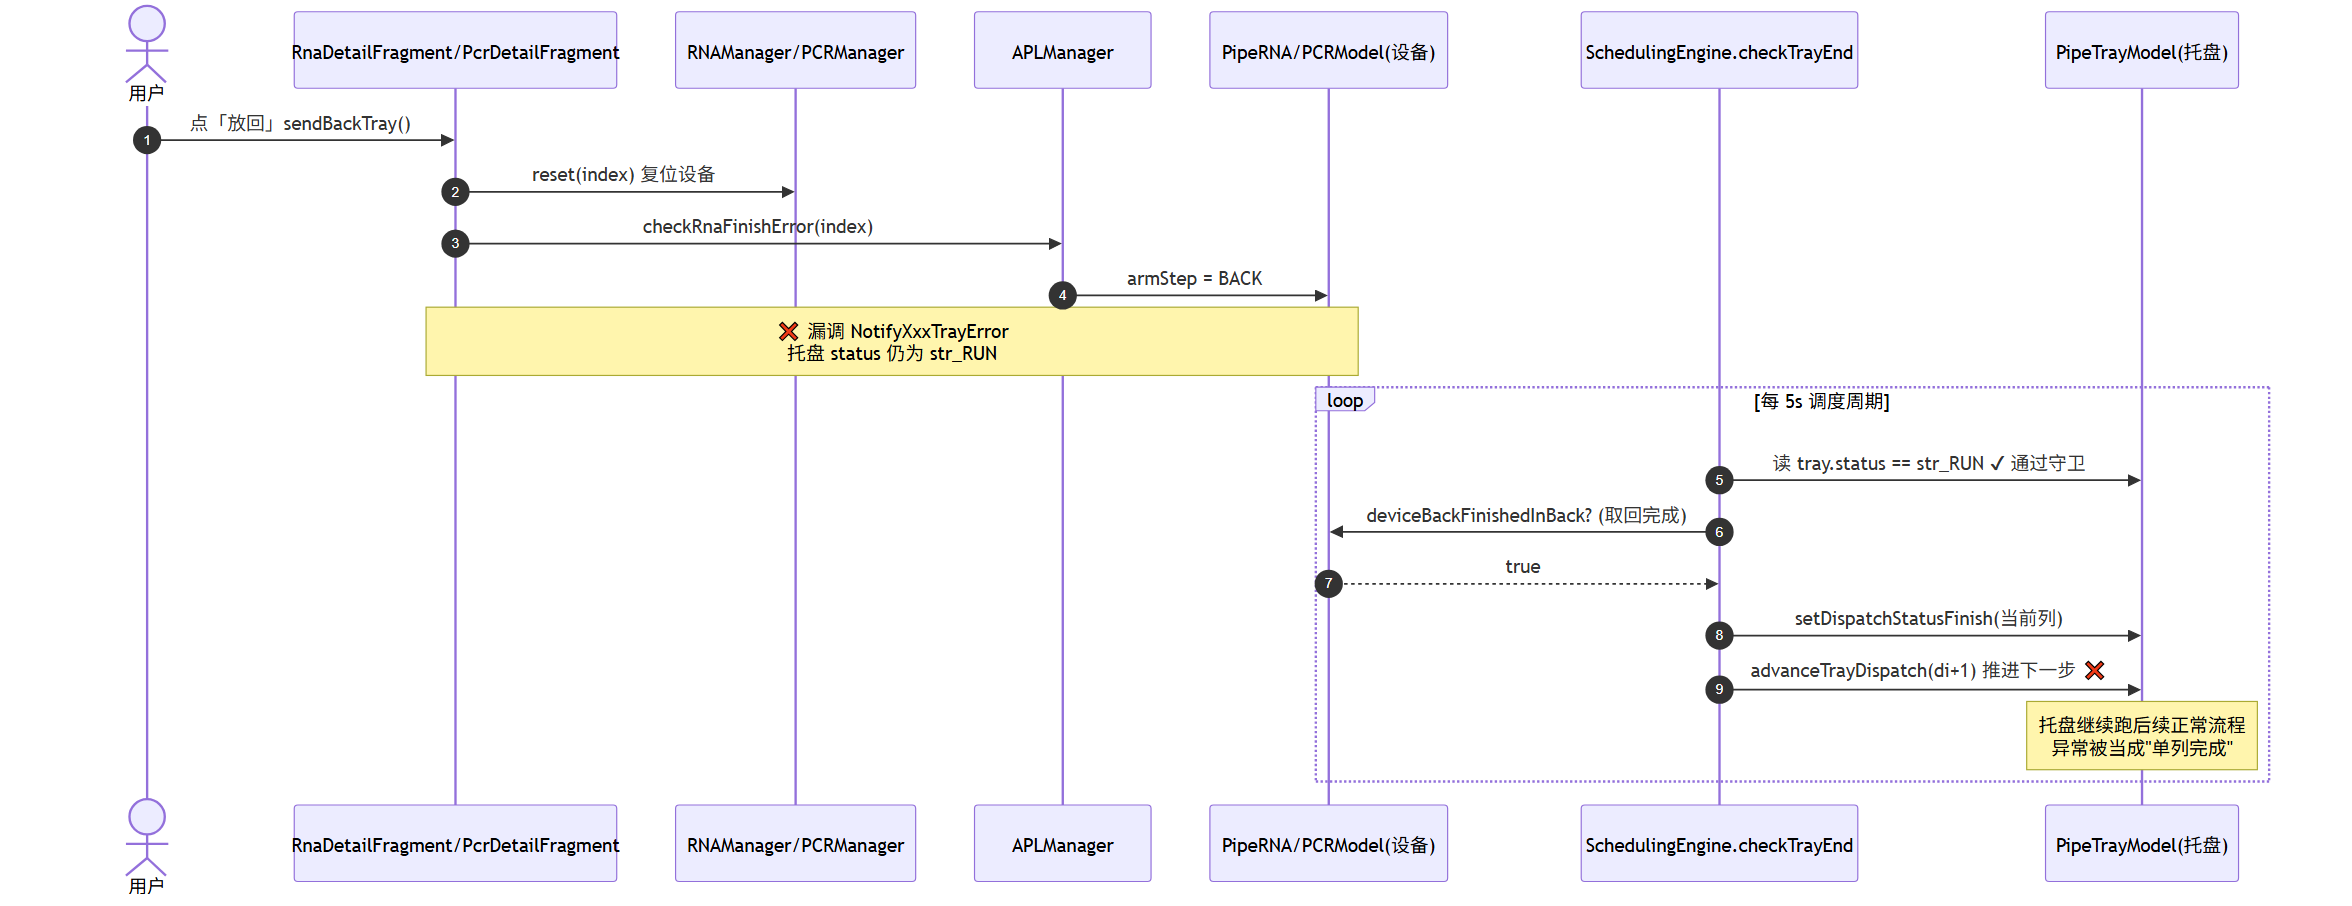 用户
RnaDetailFragment/PcrDetailFragment
RNAManager/PCRManager
APLManager
PipeRNA/PCRModel(设备)
SchedulingEngine.checkTrayEnd
PipeTrayModel(托盘)
1
点「放回」sendBackTray()
2
reset(index) 复位设备
3
checkRnaFinishError(index)
4
armStep = BACK
❌ 漏调 NotifyXxxTrayError
托盘 status 仍为 str_RUN
loop
[每 5s 调度周期]
5
读 tray.status == str_RUN ✓ 通过守卫
6
deviceBackFinishedInBack? (取回完成)
7
true
8
setDispatchStatusFinish(当前列)
9
advanceTrayDispatch(di+1) 推进下一步 ❌
托盘继续跑后续正常流程
异常被当成"单列完成"
用户
RnaDetailFragment/PcrDetailFragment
RNAManager/PCRManager
APLManager
PipeRNA/PCRModel(设备)
SchedulingEngine.checkTrayEnd
PipeTrayModel(托盘)